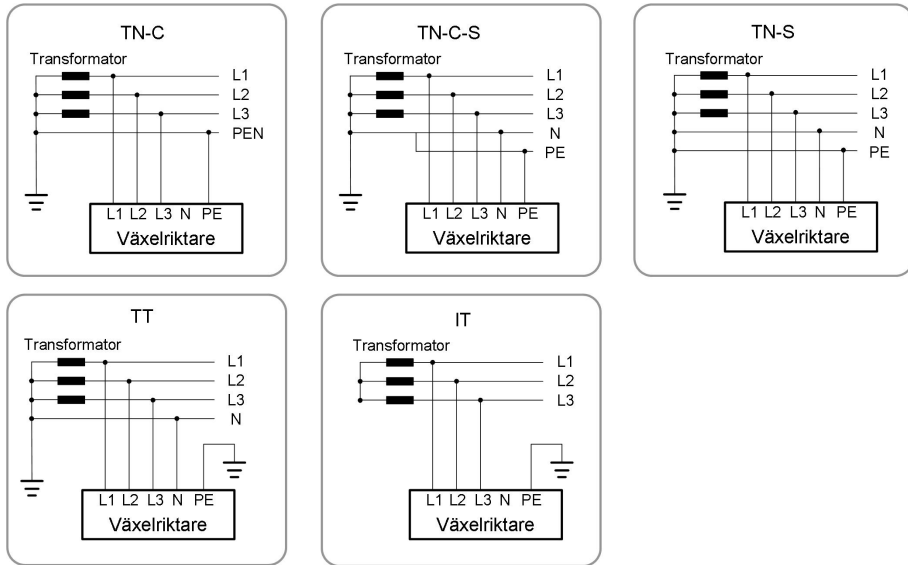 TN-C
Transformator
L1
L2
L3
PEN
L1 L2 L3 N PE
Växelriktare
TN-C-S
Transformator
L1
L2
L3
N
PE
L1 L2 L3 N PE
Växelriktare
TN-S
Transformator
L1
L2
L3
N
PE
L1 L2 L3 N PE
Växelriktare
TT
Transformator
L1
L2
L3
N
L1 L2 L3 N PE
Växelriktare
IT
Transformator
L1
L2
L3
L1 L2 L3 N PE
Växelriktare